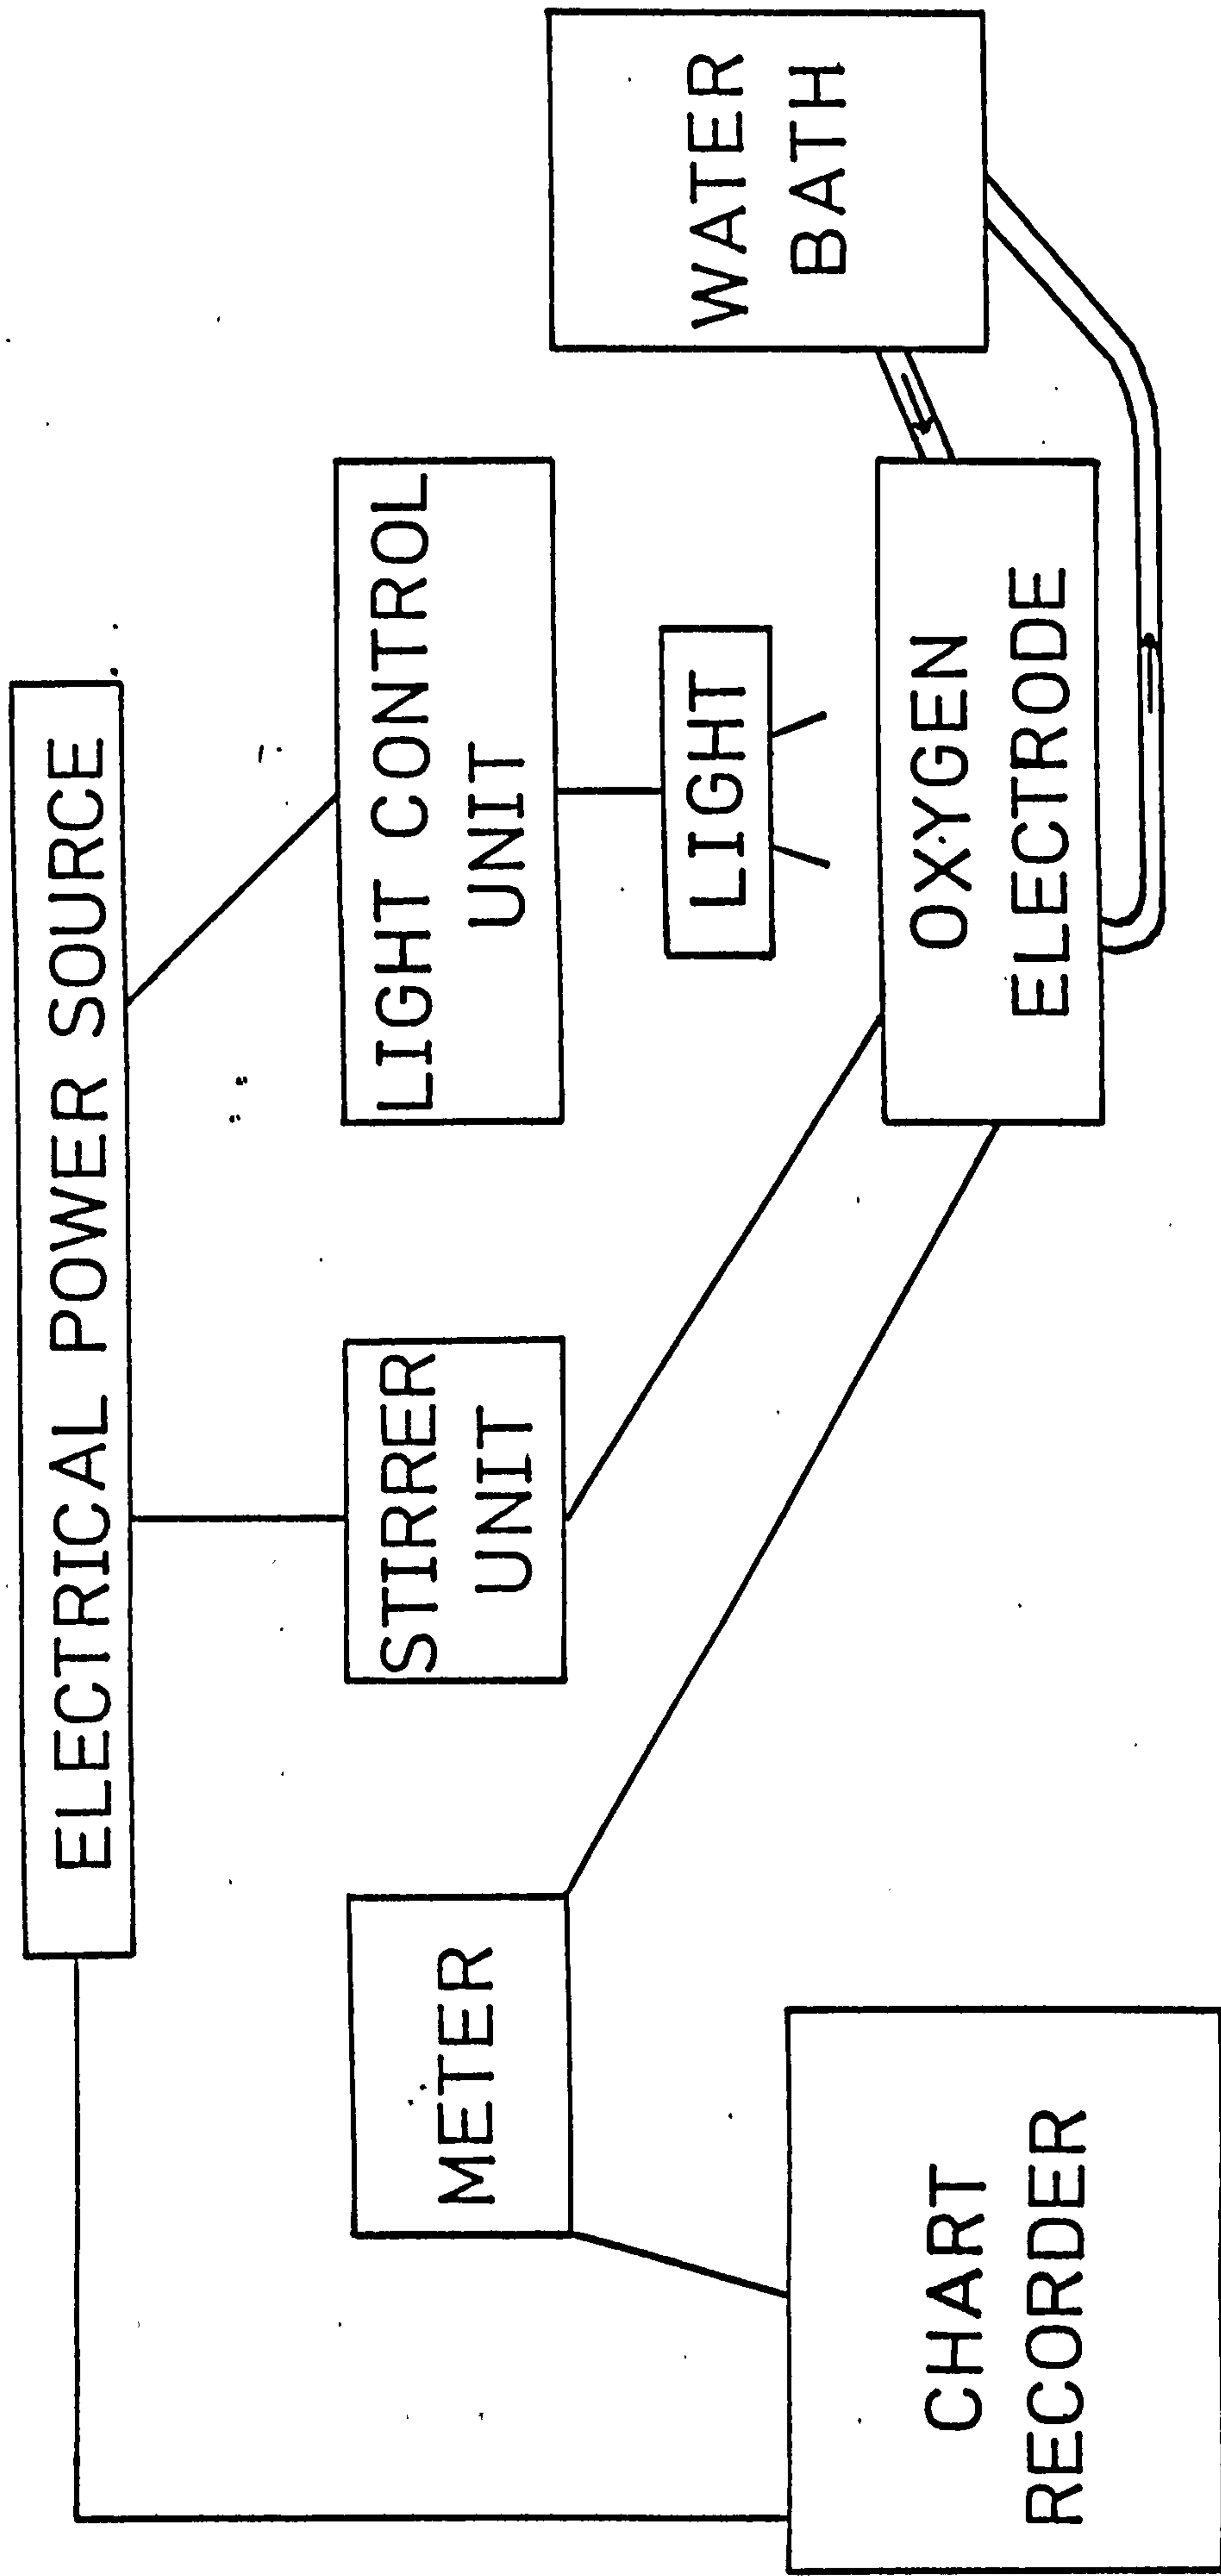 ELECTRICAL POWER SOURCE
METER
STIRRER
UNIT
LIGHT CONTROL
UNIT
LIGHT
WATER
BATH
CHART
RECORDER
OXYGEN
ELECTRODE